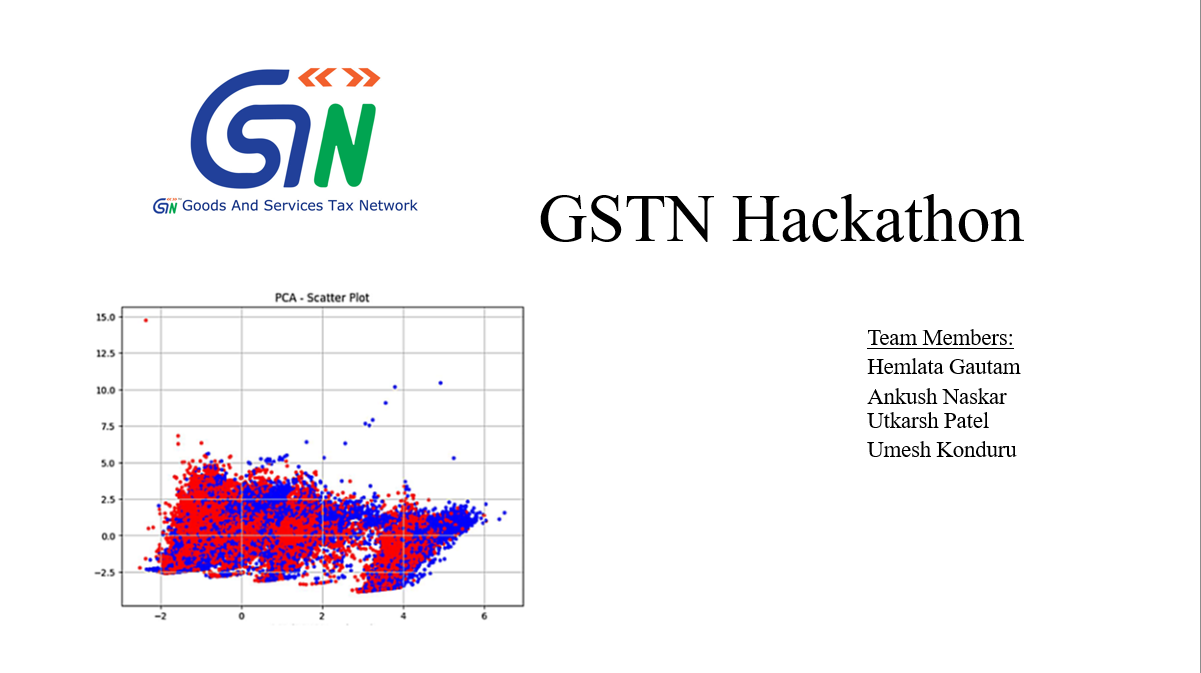 GSTN
GSTN Goods And Services Tax Network
GSTN Hackathon
PCA - Scatter Plot
15.0
12.5
10.0
7.5
5.0
2.5
0.0
−2.5
−2 0 2 4 6
Team Members:
Hemlata Gautam
Ankush Naskar
Utkarsh Patel
Umesh Konduru